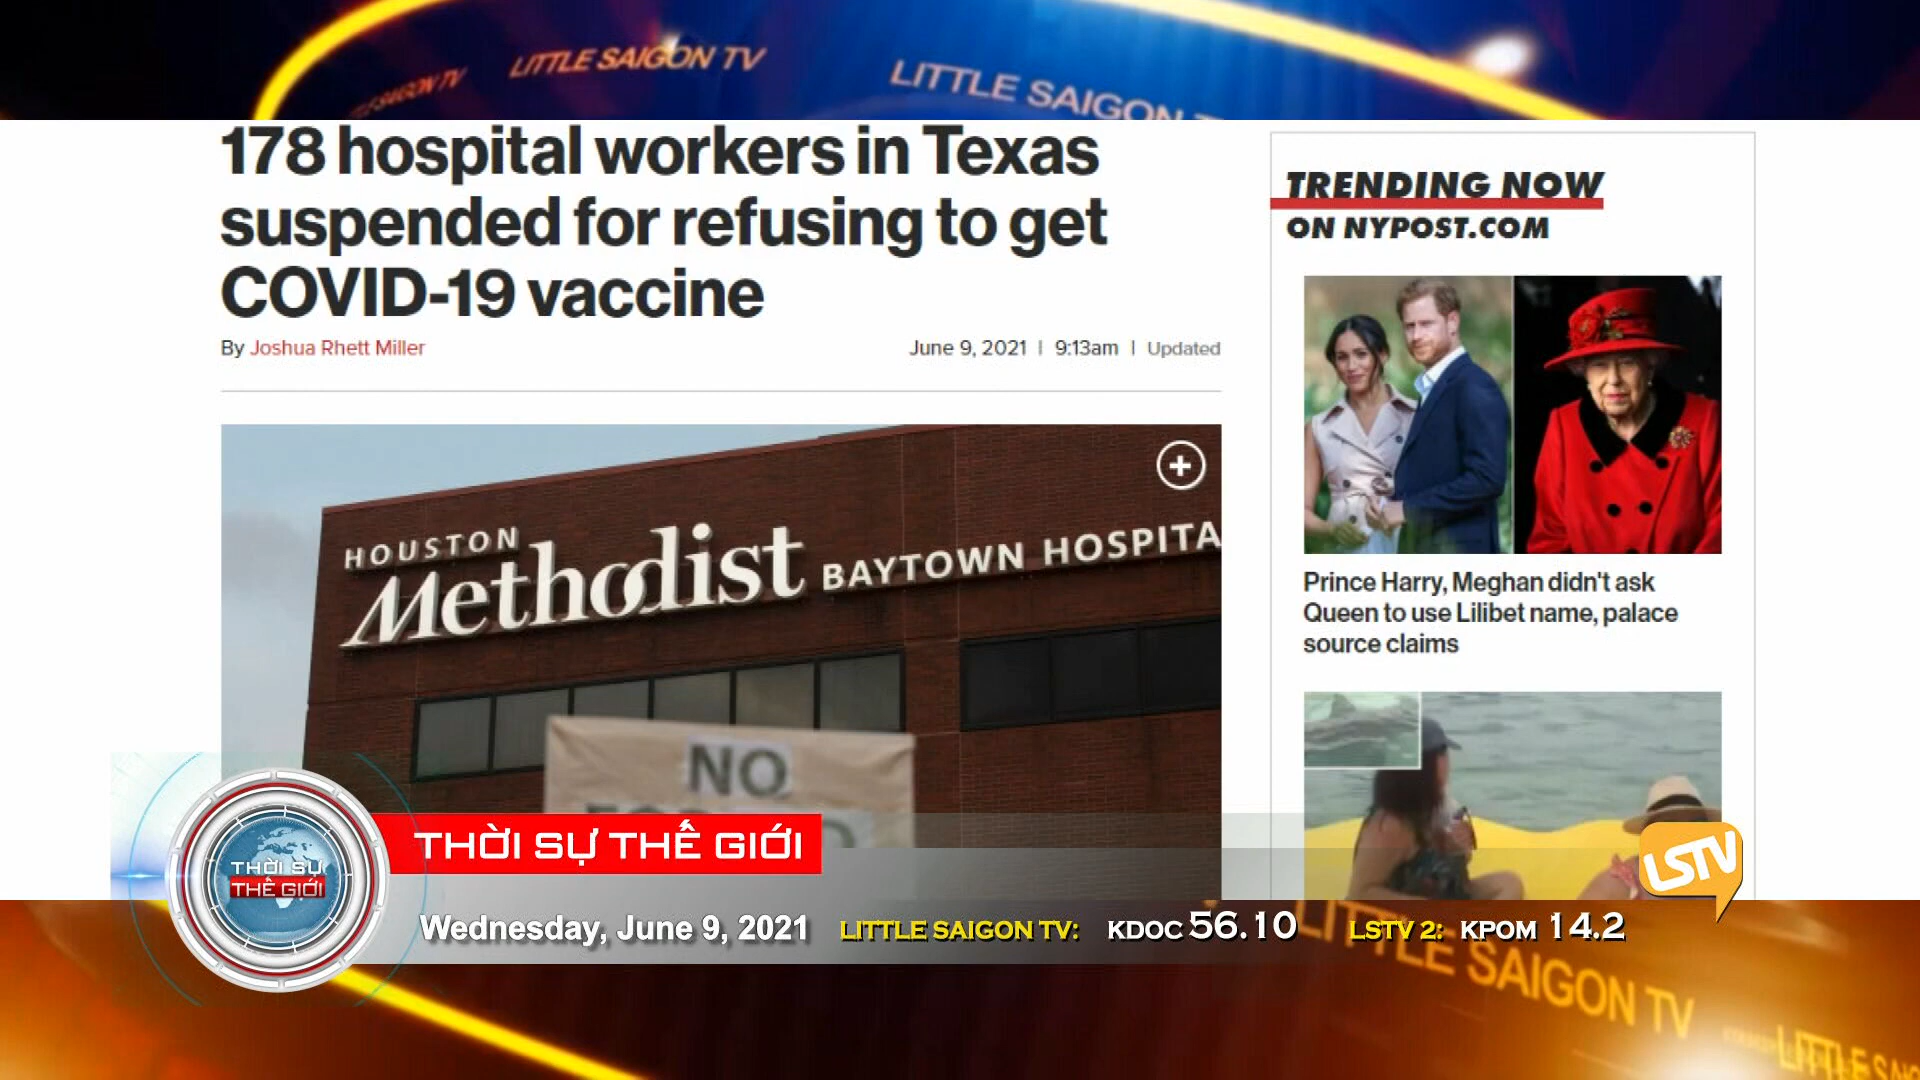 LITTLE SAIGON TV
LITTLE SAIGON T
178 hospital workers in Texas
suspended for refusing to get
COVID-19 vaccine
By Joshua Rhett Miller
June 9, 2021 | 9:13am | Updated
TRENDING NOW
ON NYPOST.COM
Prince Harry, Meghan didn't ask
Queen to use Lilibet name, palace
source claims
HOUSTON
Methodist BAYTOWN HOSPITA
NO
THỜI SỰ
THẾ GIỚI
THỜI SỰ THẾ GIỚI
LSTV
Wednesday, June 9, 2021 LITTLE SAIGON TV: KDOC 56.10 LSTV 2: KPOM 14.2
LITTLE SAIGON TV
LITTLE SAI